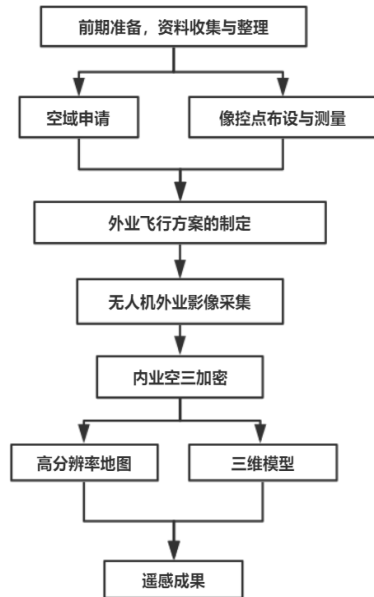 前期准备，资料收集与整理
空域申请
像控点布设与测量
外业飞行方案的制定
无人机外业影像采集
内业空三加密
高分辨率地图
三维模型
遥感成果